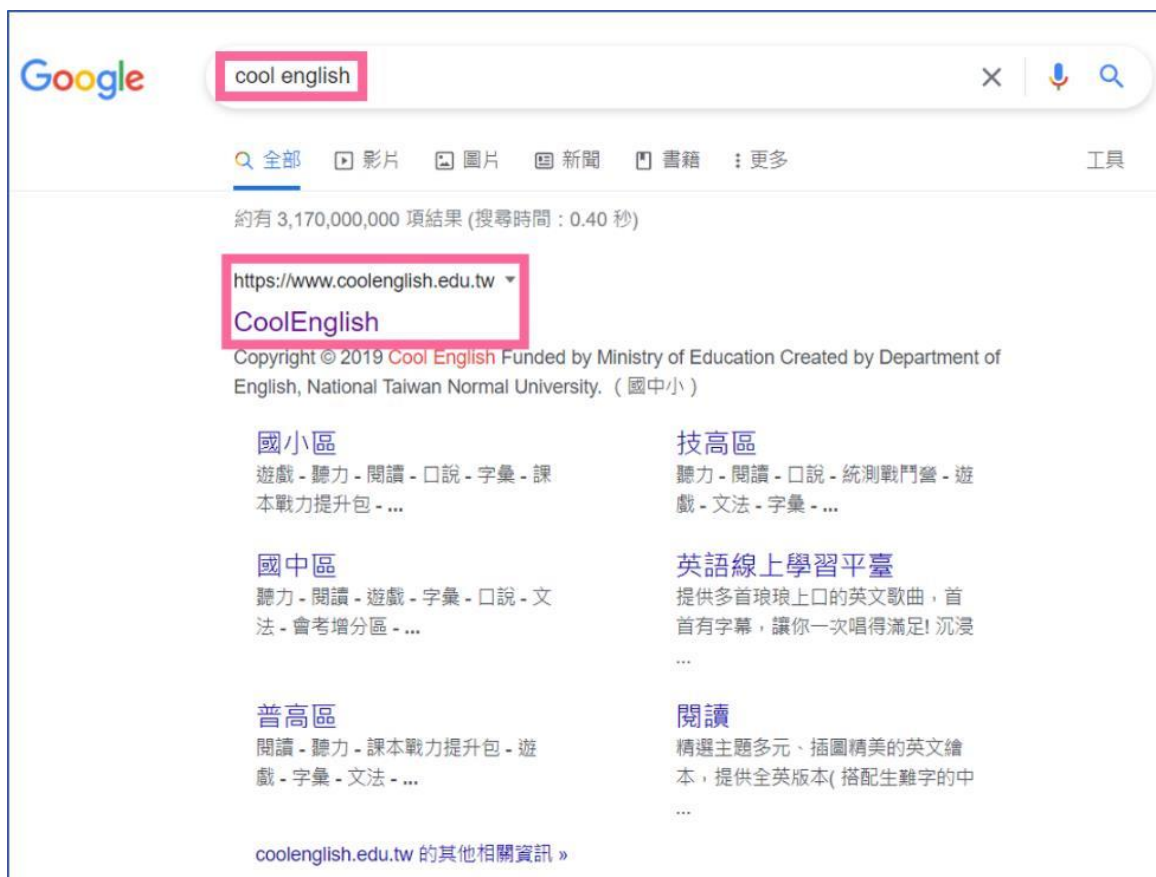 Google
cool english
全部
影片
圖片
新聞
書籍
更多
工具
約有 3,170,000,000 項結果 (搜尋時間：0.40 秒)
https://www.coolenglish.edu.tw
CoolEnglish
Copyright © 2019 Cool English Funded by Ministry of Education Created by Department of
English, National Taiwan Normal University. （國中小）
國小區
遊戲 - 聽力 - 閱讀 - 口說 - 字彙 - 課
本戰力提升包 - ...
技高區
聽力 - 閱讀 - 口說 - 統測戰鬥營 - 遊
戲 - 文法 - 字彙 - ...
國中區
聽力 - 閱讀 - 遊戲 - 字彙 - 口說 - 文
法 - 會考增分區 - ...
英語線上學習平臺
提供多首琅琅上口的英文歌曲，首
首有字幕，讓你一次唱得滿足! 沉浸
...
普高區
閱讀 - 聽力 - 課本戰力提升包 - 遊
戲 - 字彙 - 文法 - ...
閱讀
精選主題多元、插圖精美的英文繪
本，提供全英版本( 搭配生難字的中
...
coolenglish.edu.tw 的其他相關資訊 »